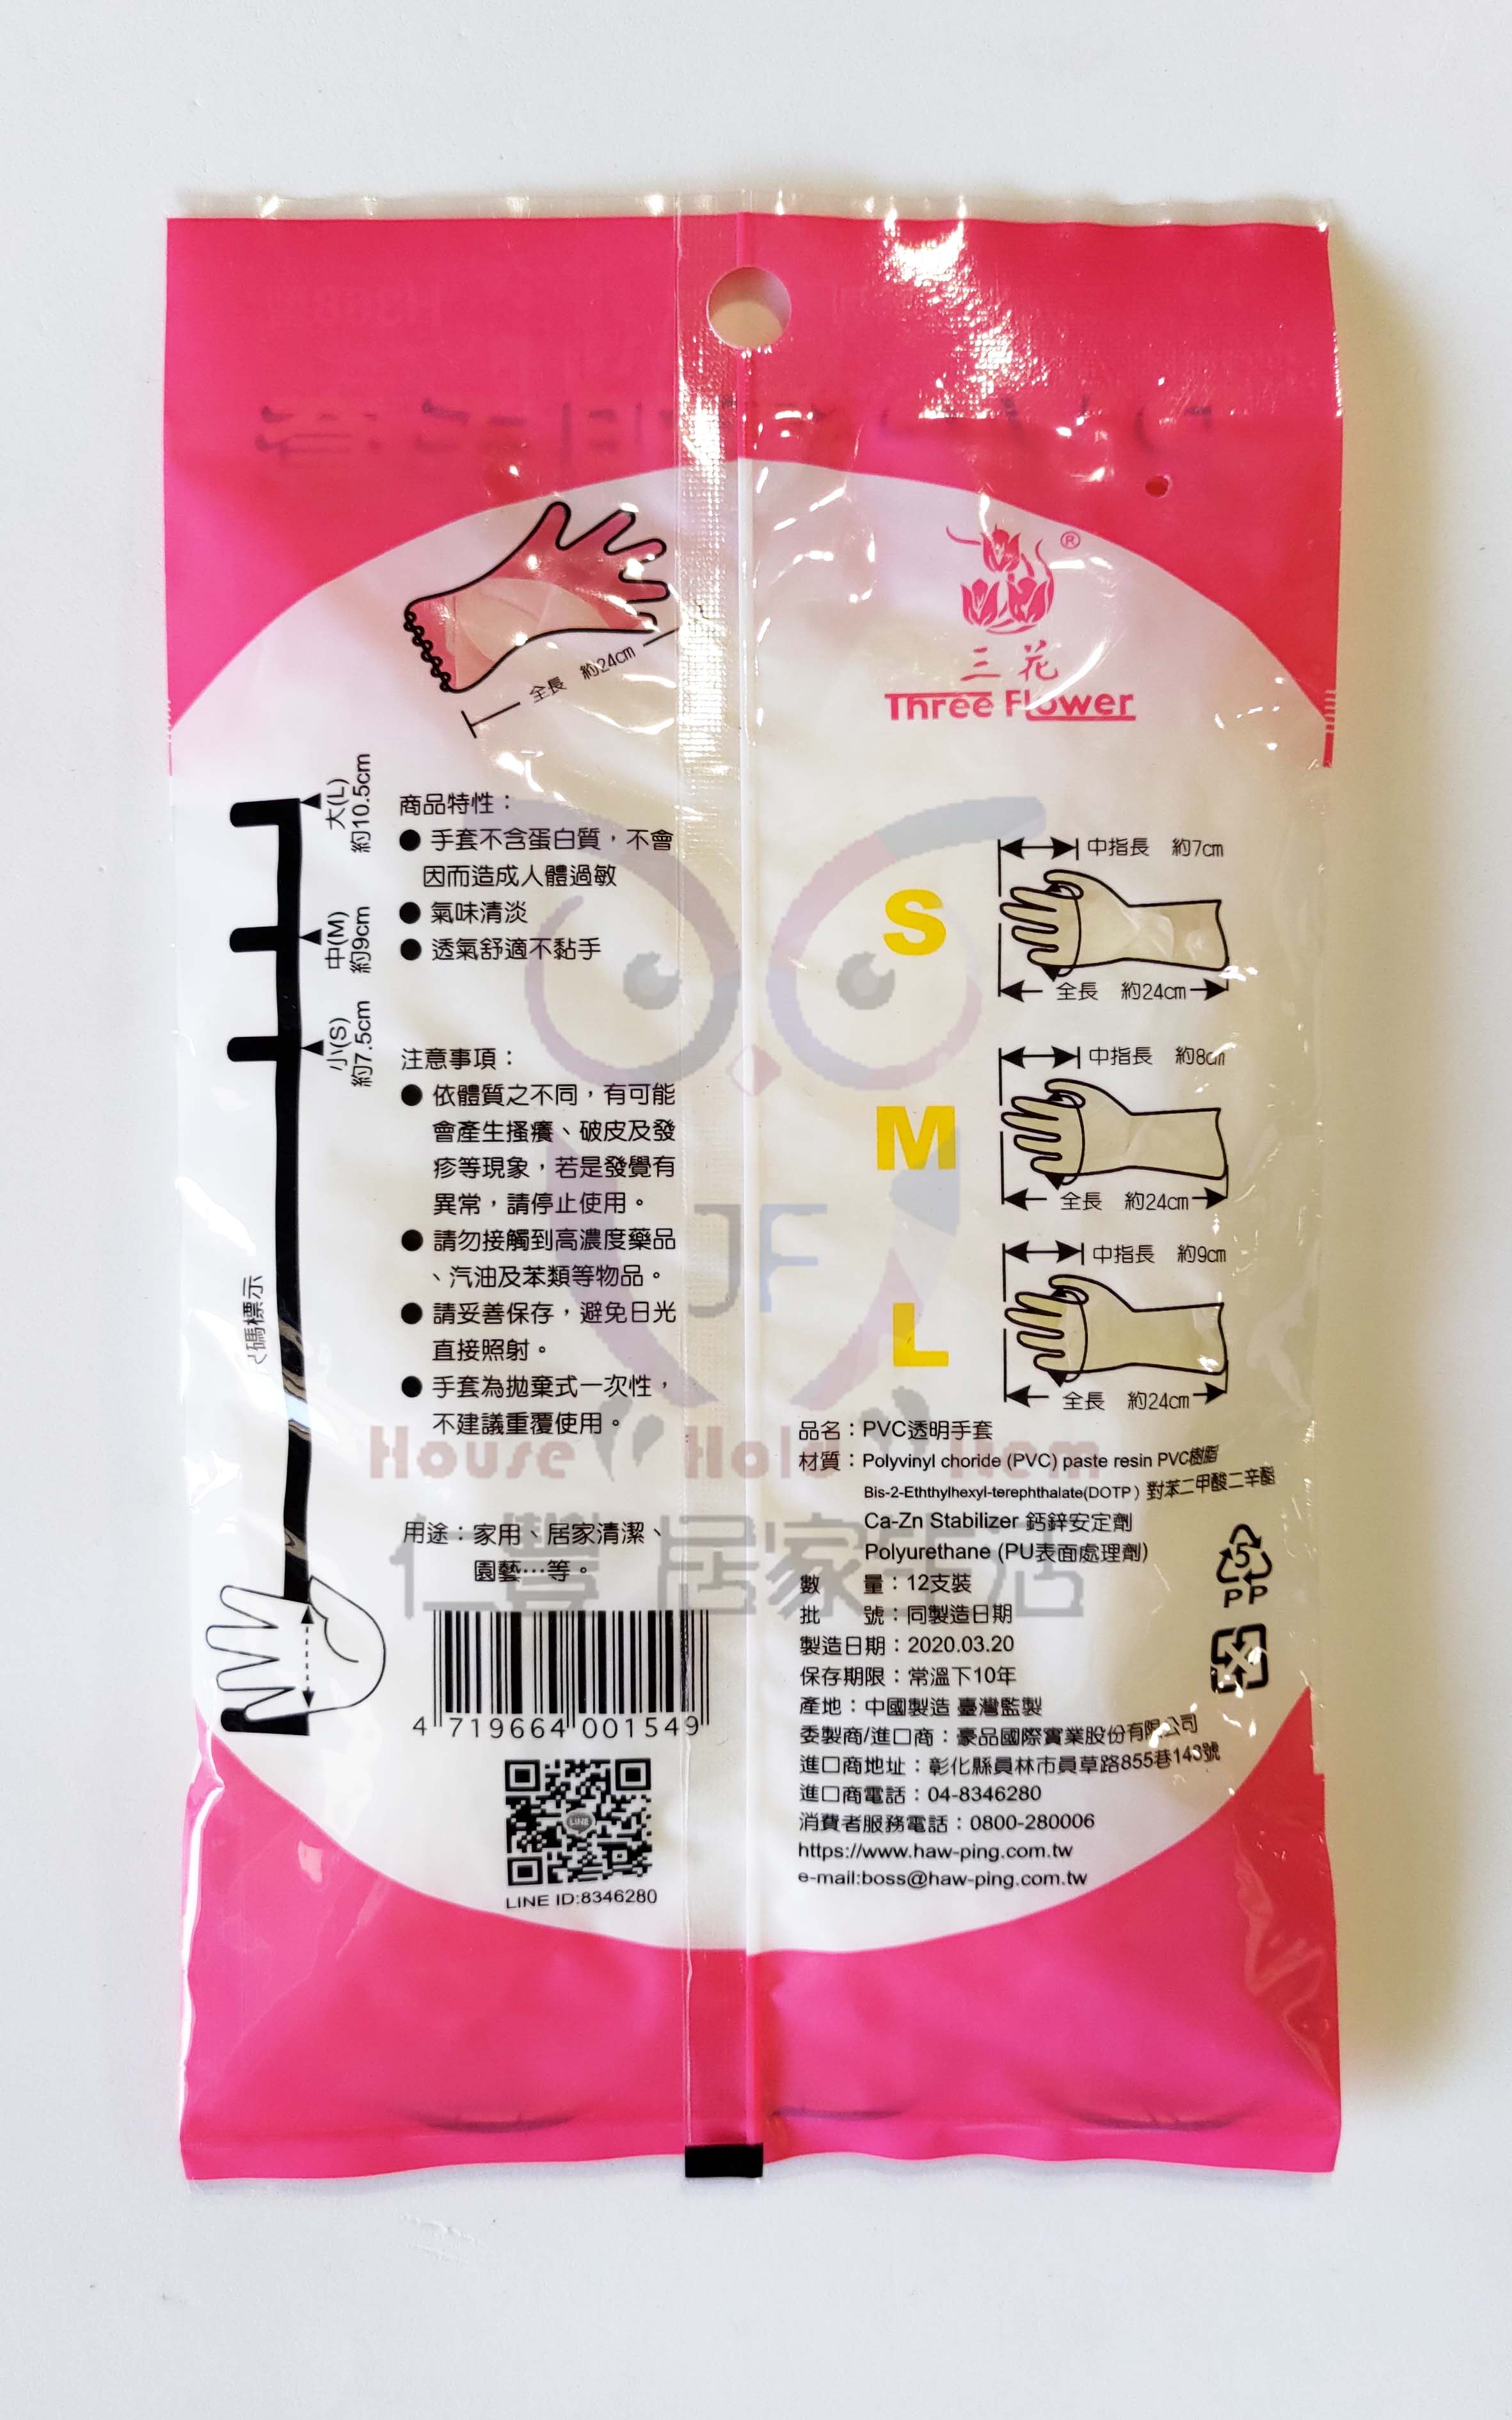 全長 約24cm
®
三花
Three Flower
大(L)
約10.5cm
中(M)
約9cm
小(S)
約7.5cm
碼標示
商品特性：
● 手套不含蛋白質，不會
因而造成人體過敏
● 氣味清淡
● 透氣舒適不黏手
注意事項：
● 依體質之不同，有可能
會產生搔癢、破皮及發
疹等現象，若是發覺有
異常，請停止使用。
● 請勿接觸到高濃度藥品
、汽油及苯類等物品。
● 請妥善保存，避免日光
直接照射。
● 手套為拋棄式一次性，
不建議重覆使用。
用途：家用、居家清潔、
園藝…等。
4 719664 001549
LINE
LINE ID:8346280
S
中指長 約7cm
全長 約24cm
M
中指長 約8cm
全長 約24cm
L
中指長 約9cm
全長 約24cm
品名：PVC透明手套
材質：Polyvinyl choride (PVC) paste resin PVC樹脂
Bis-2-Eththylhexyl-terephthalate(DOTP) 對苯二甲酸二辛酯
Ca-Zn Stabilizer 鈣鋅安定劑
Polyurethane (PU表面處理劑)
數 量：12支裝
批 號：同製造日期
製造日期：2020.03.20
保存期限：常溫下10年
產地：中國製造 臺灣監製
委製商/進口商：豪品國際實業股份有限公司
進口商地址：彰化縣員林市員草路855巷143號
進口商電話：04-8346280
消費者服務電話：0800-280006
https://www.haw-ping.com.tw
e-mail:boss@haw-ping.com.tw
5
PP
JF
House Hold Item
仁豐 居家生活